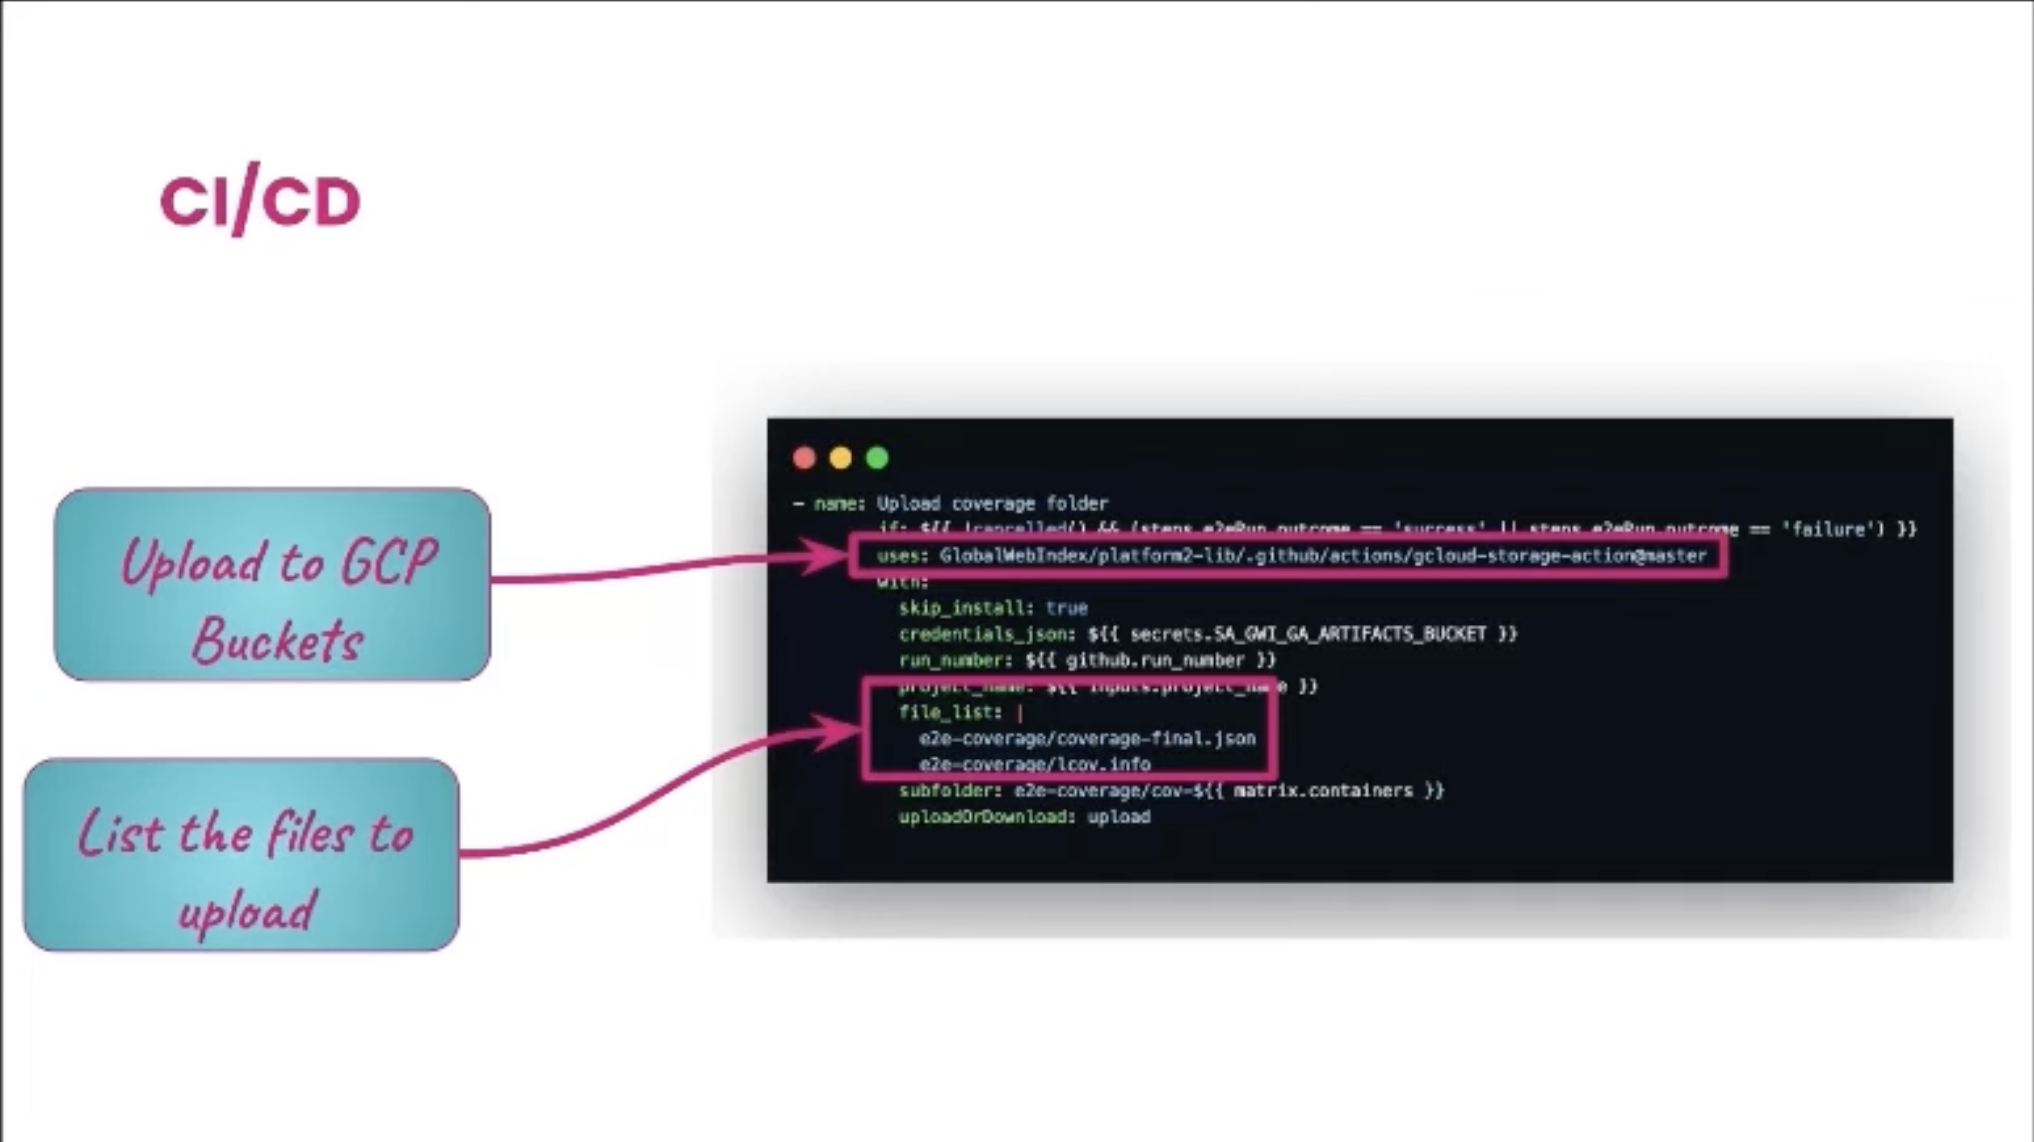 CI/CD
Upload to GCP
Buckets
List the files to
upload
- name: Upload coverage folder
if: ${{ !cancelled() && (steps.e2eRun.outcome == 'success' || steps.e2eRun.outcome == 'failure') }}
uses: GlobalWebIndex/platform2-lib/.github/actions/gcloud-storage-action@master
with:
skip_install: true
credentials_json: ${{ secrets.SA_GWI_GA_ARTIFACTS_BUCKET }}
run_number: ${{ github.run_number }}
project_name: ${{ inputs.project_name }}
file_list: |
e2e-coverage/coverage-final.json
e2e-coverage/lcov.info
subfolder: e2e-coverage/cov-${{ matrix.containers }}
uploadOrDownload: upload